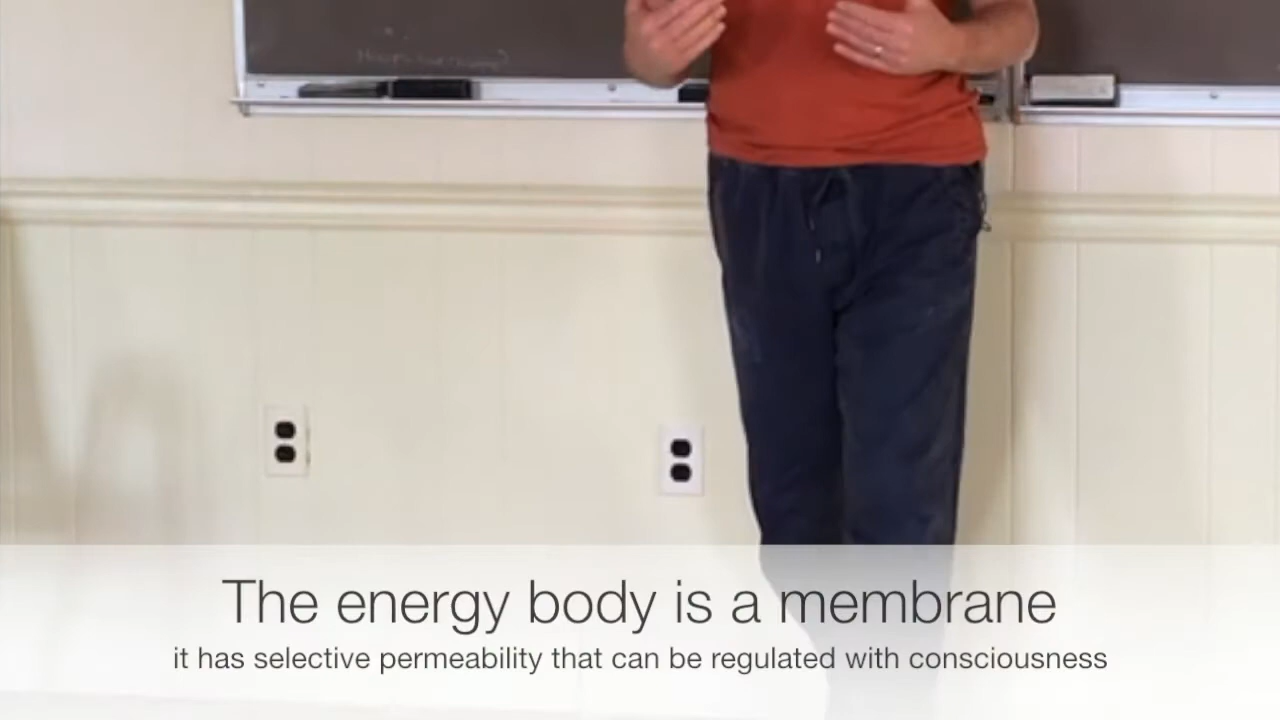 The energy body is a membrane
it has selective permeability that can be regulated with consciousness